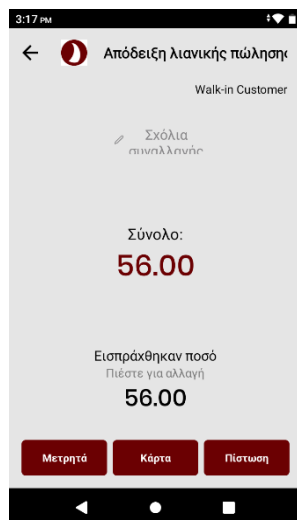 3:17 PM
Απόδειξη λιανικής πώλησης
Walk-in Customer
Σχόλια
συναλλαγής
Σύνολο:
56.00
Εισπράχθηκαν ποσό
Πιέστε για αλλαγή
56.00
Μετρητά
Κάρτα
Πίστωση